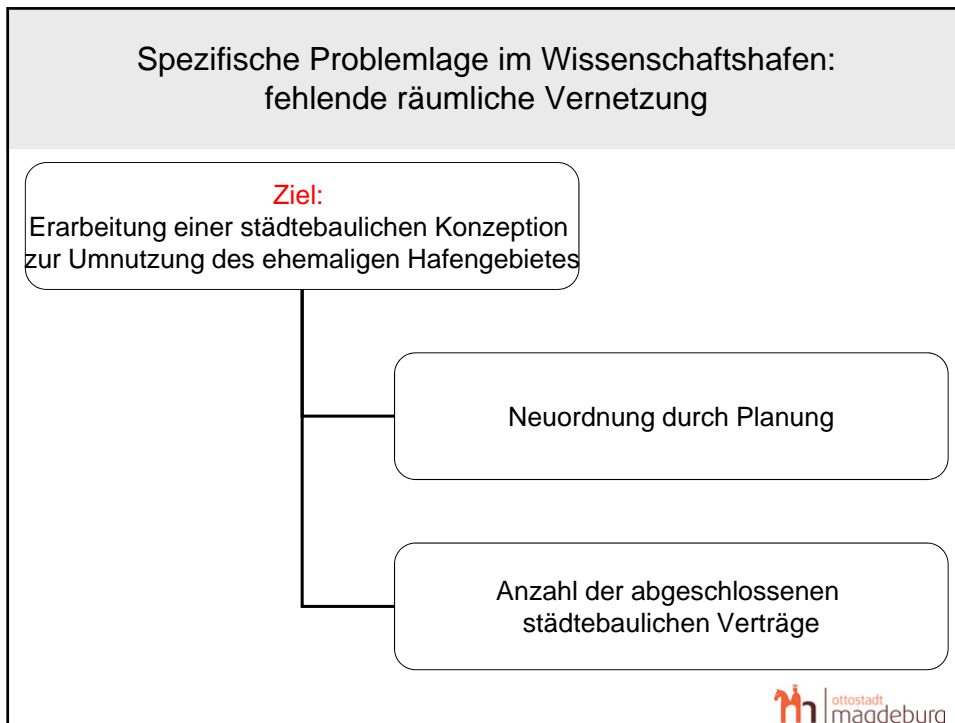 Spezifische Problemlage im Wissenschaftshafen:
fehlende räumliche Vernetzung
Ziel:
Erarbeitung einer städtebaulichen Konzeption
zur Umnutzung des ehemaligen Hafengebietes
Neuordnung durch Planung
Anzahl der abgeschlossenen
städtebaulichen Verträge
ottostadt
magdeburg